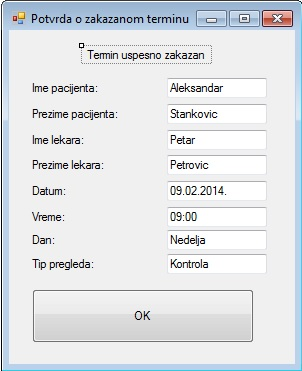 Potvrda o zakazanom terminu
Termin uspesno zakazan
Ime pacijenta: Aleksandar
Prezime pacijenta: Stankovic
Ime lekara: Petar
Prezime lekara: Petrovic
Datum: 09.02.2014.
Vreme: 09:00
Dan: Nedelja
Tip pregleda: Kontrola
OK